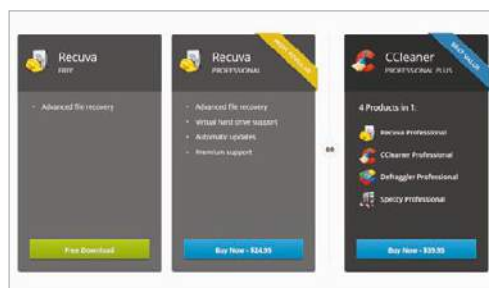 Recuva
FREE
• Advanced file recovery
Free Download
Recuva
PROFESSIONAL
MOST POPULAR
• Advanced file recovery
• Virtual hard drive support
• Automatic updates
• Premium support
Buy Now - $24.95
OR
CCleaner
PROFESSIONAL PLUS
BEST VALUE
4 Products in 1:
Recuva Professional
CCleaner Professional
Defraggler Professional
Speccy Professional
Buy Now - $39.95